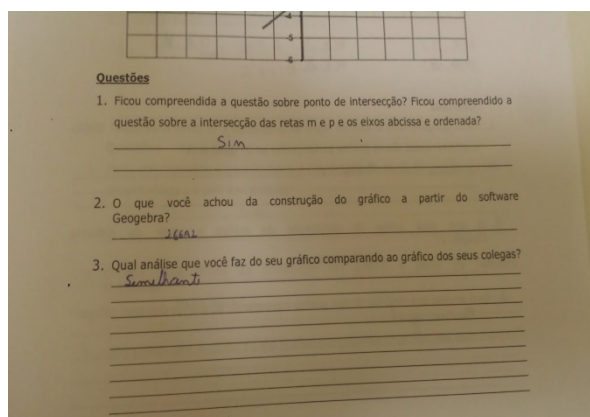 -4
-5
-6
Questões
1. Ficou compreendida a questão sobre ponto de intersecção? Ficou compreendido a
questão sobre a intersecção das retas m e p e os eixos abcissa e ordenada?
Sim
2. O que você achou da construção do gráfico a partir do software
Geogebra?
3. Qual análise que você faz do seu gráfico comparando ao gráfico dos seus colegas?
Semelhante